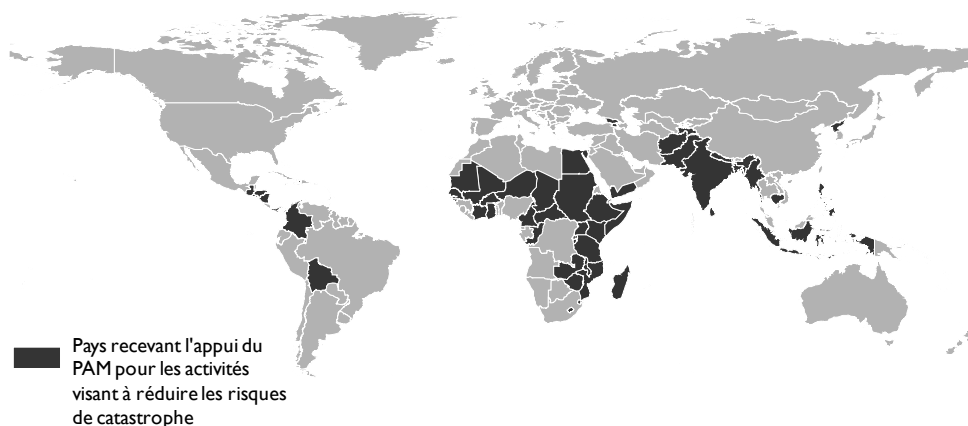 Pays recevant l'appui du
PAM pour les activités
visant à réduire les risques
de catastrophe